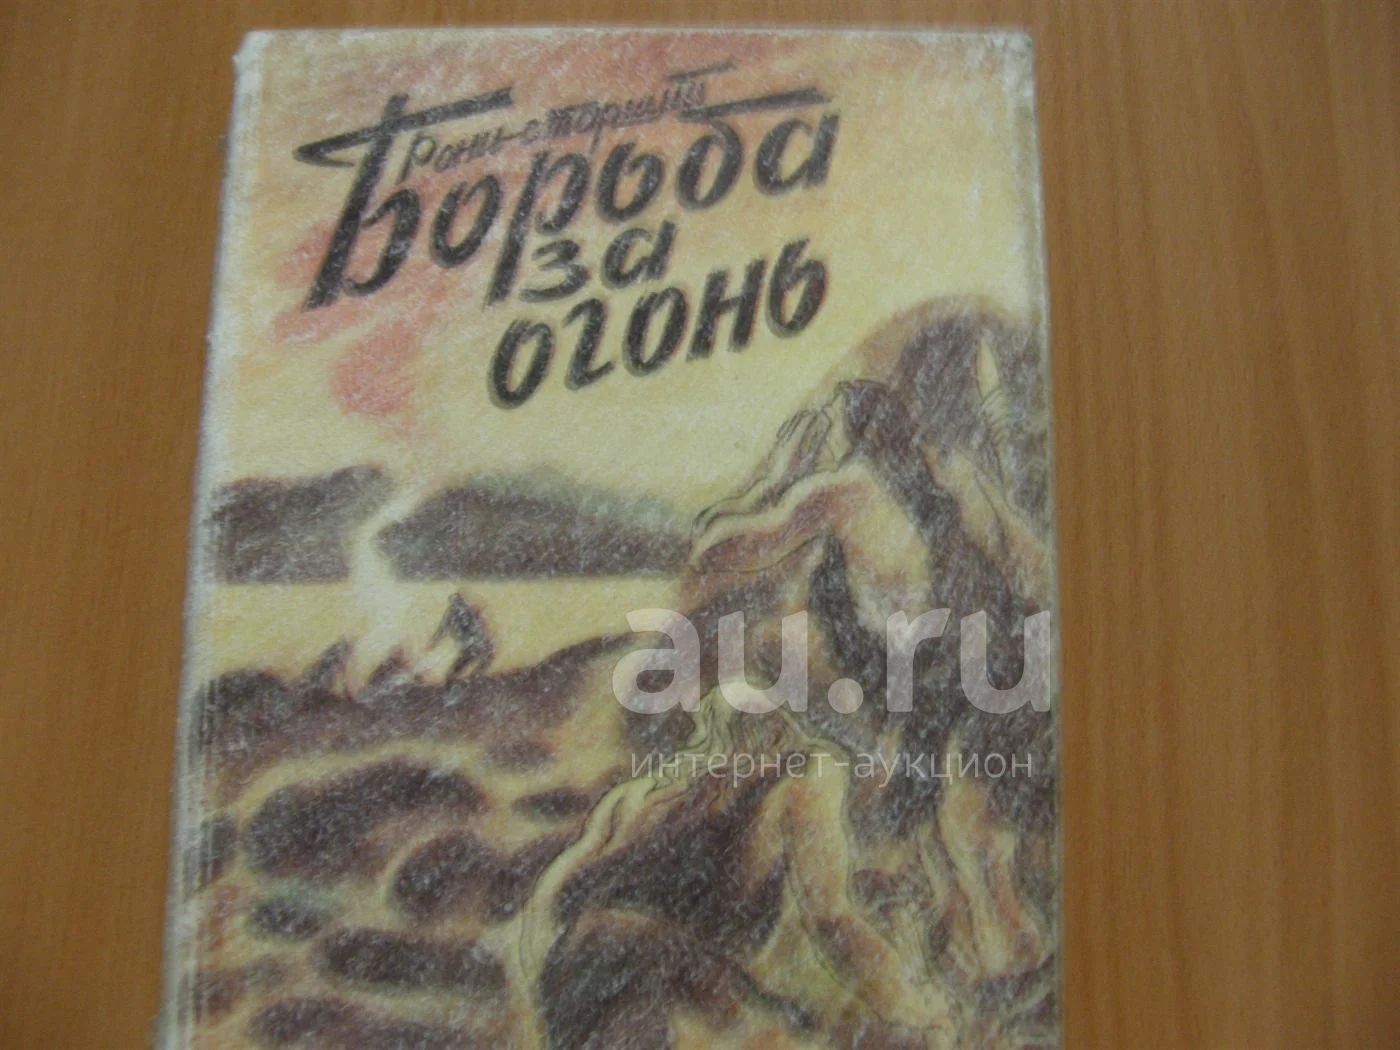 Рони-старший
Борьба
за
огонь
au.ru
интернет-аукцион